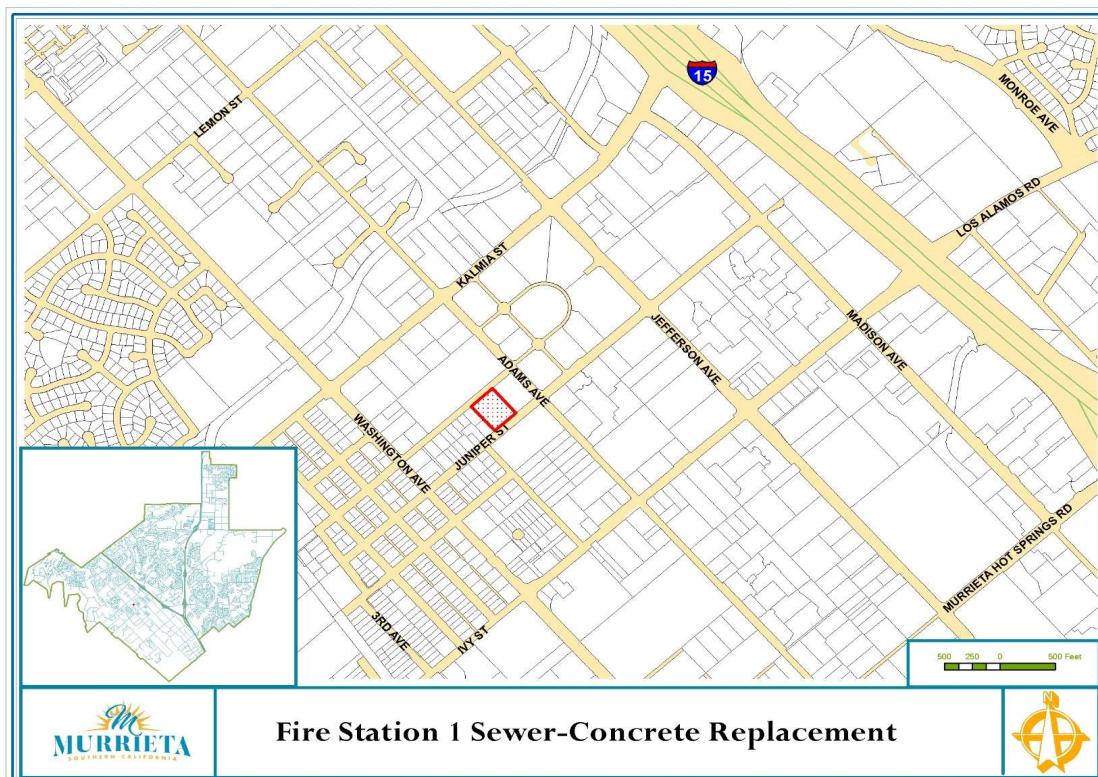 15
MONROE AVE
LEMON ST
LOS ALAMOS RD
KALMIA ST
JEFFERSON AVE
MADISON AVE
ADAMS AVE
WASHINGTON AVE
JUNIPER ST
MURRIETA HOT SPRINGS RD
3RD AVE
IVY ST
500 250 0 500 Feet
M
MURRIETA
SOUTHERN CALIFORNIA
Fire Station 1 Sewer-Concrete Replacement
N